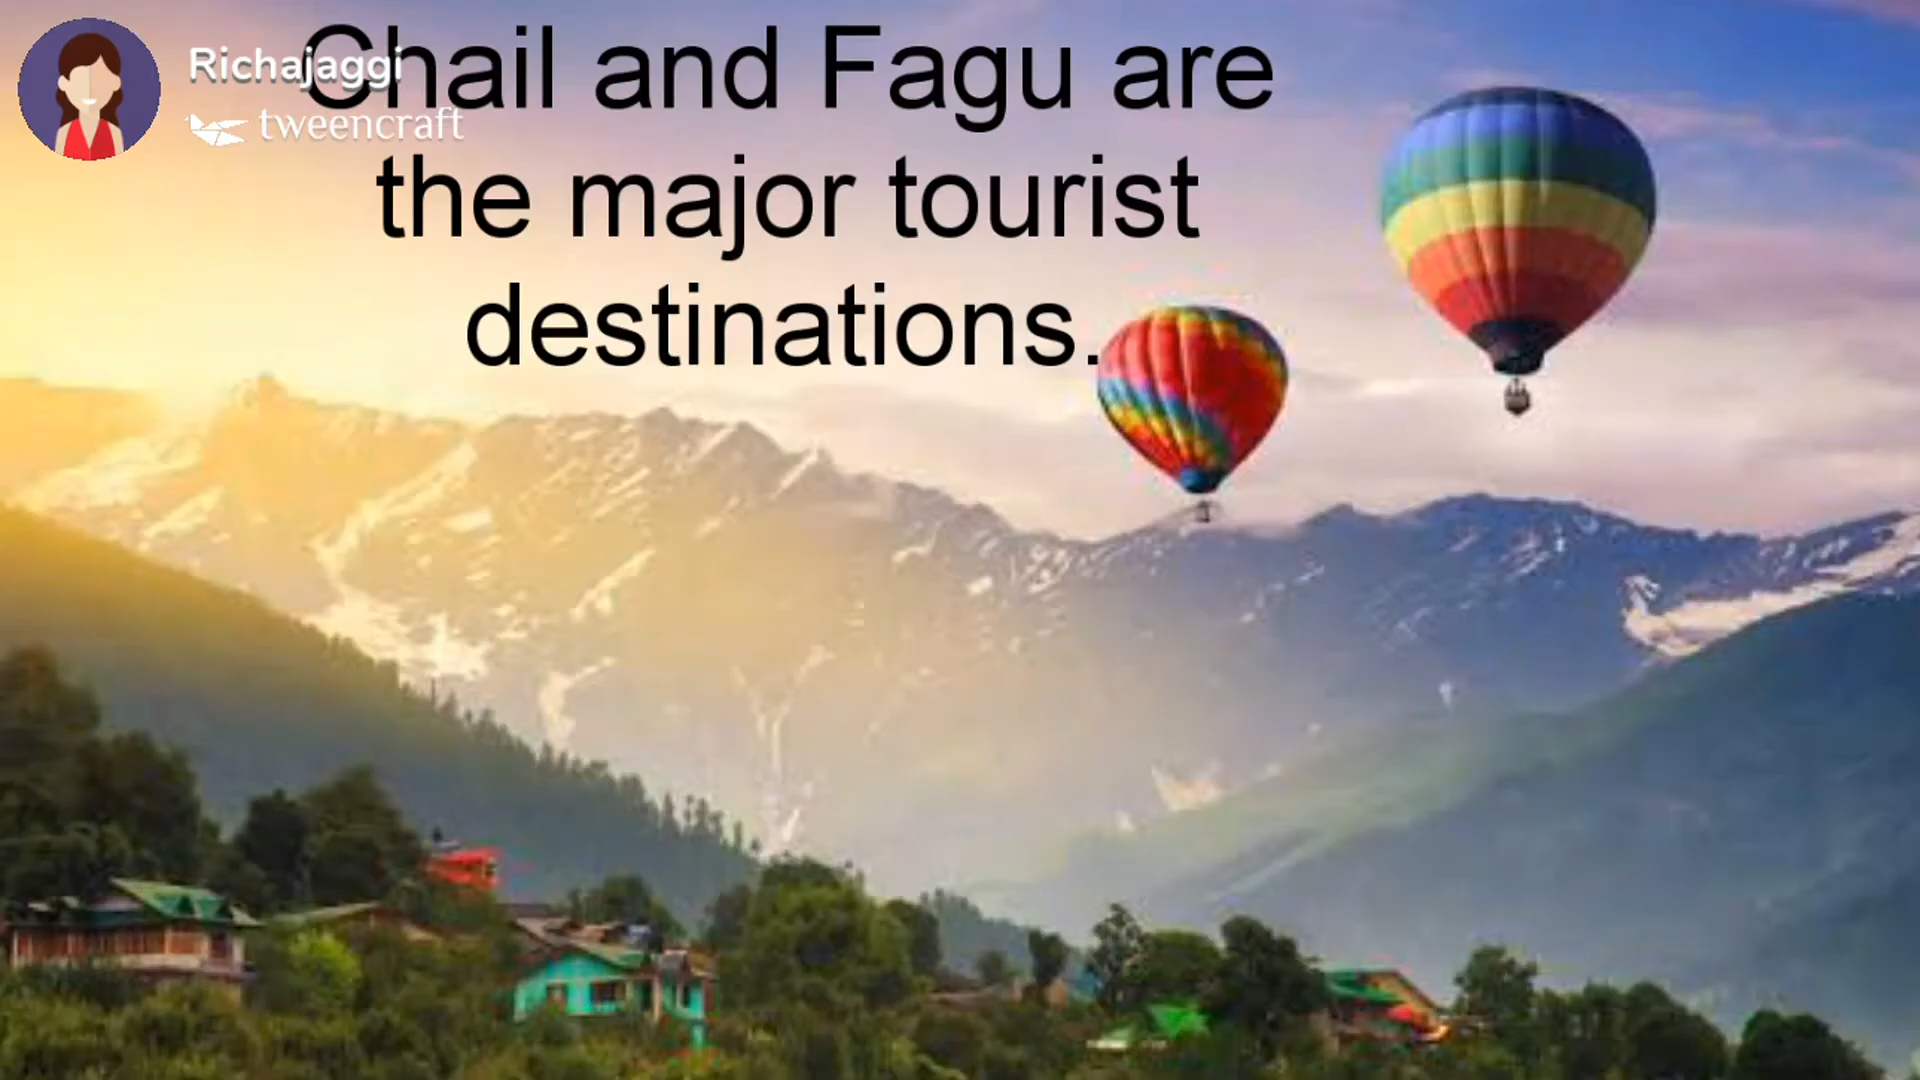 Richajaggi
tweencraft
Chail and Fagu are
the major tourist
destinations.